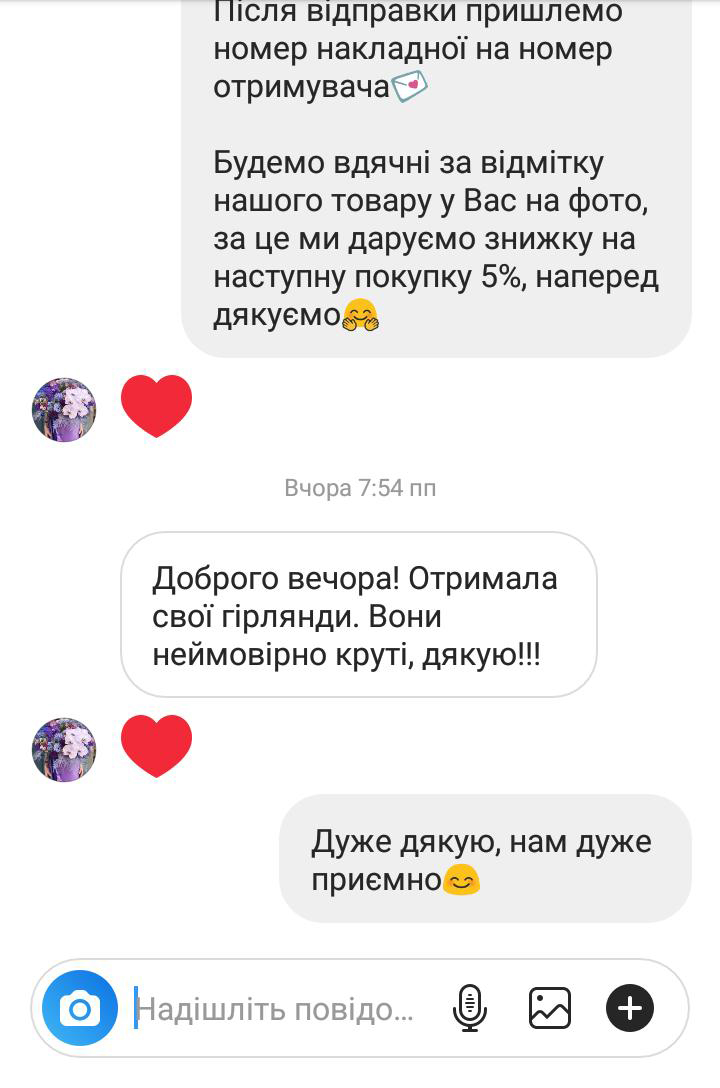 Після відправки пришлемо
номер накладної на номер
отримувача💌
Будемо вдячні за відмітку
нашого товару у Вас на фото,
за це ми даруємо знижку на
наступну покупку 5%, наперед
дякуємо🤗
Вчора 7:54 пп
Доброго вечора! Отримала
свої гірлянди. Вони
неймовірно круті, дякую!!!
Дуже дякую, нам дуже
приємно😊
Надішліть повідо...